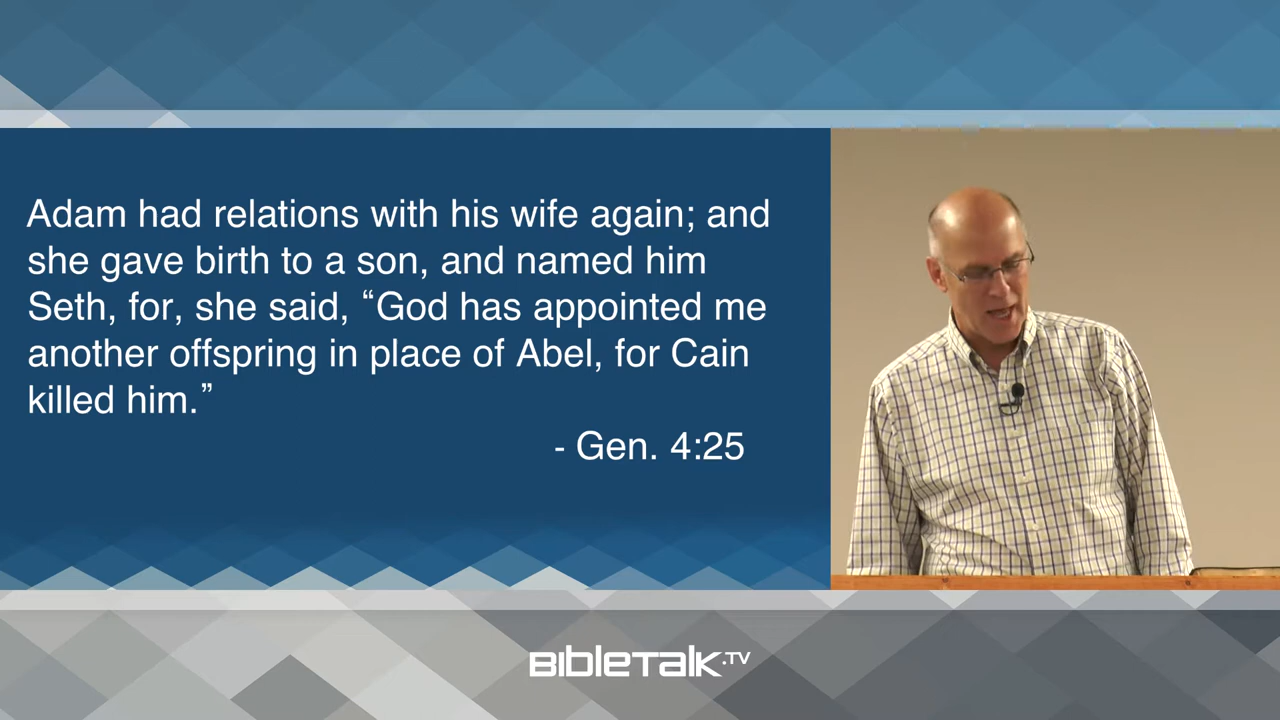 Adam had relations with his wife again; and
she gave birth to a son, and named him
Seth, for, she said, “God has appointed me
another offspring in place of Abel, for Cain
killed him.”
- Gen. 4:25
BIBLETALK.TV